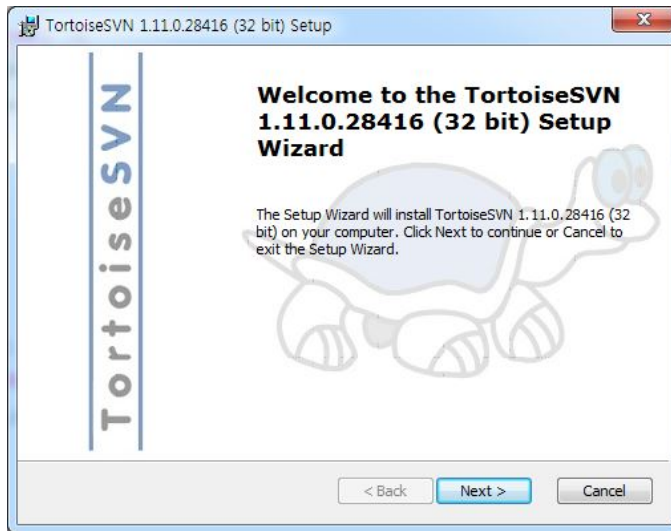 TortoiseSVN 1.11.0.28416 (32 bit) Setup
TortoiseSVN
Welcome to the TortoiseSVN
1.11.0.28416 (32 bit) Setup
Wizard
The Setup Wizard will install TortoiseSVN 1.11.0.28416 (32
bit) on your computer. Click Next to continue or Cancel to
exit the Setup Wizard.
< Back
Next >
Cancel